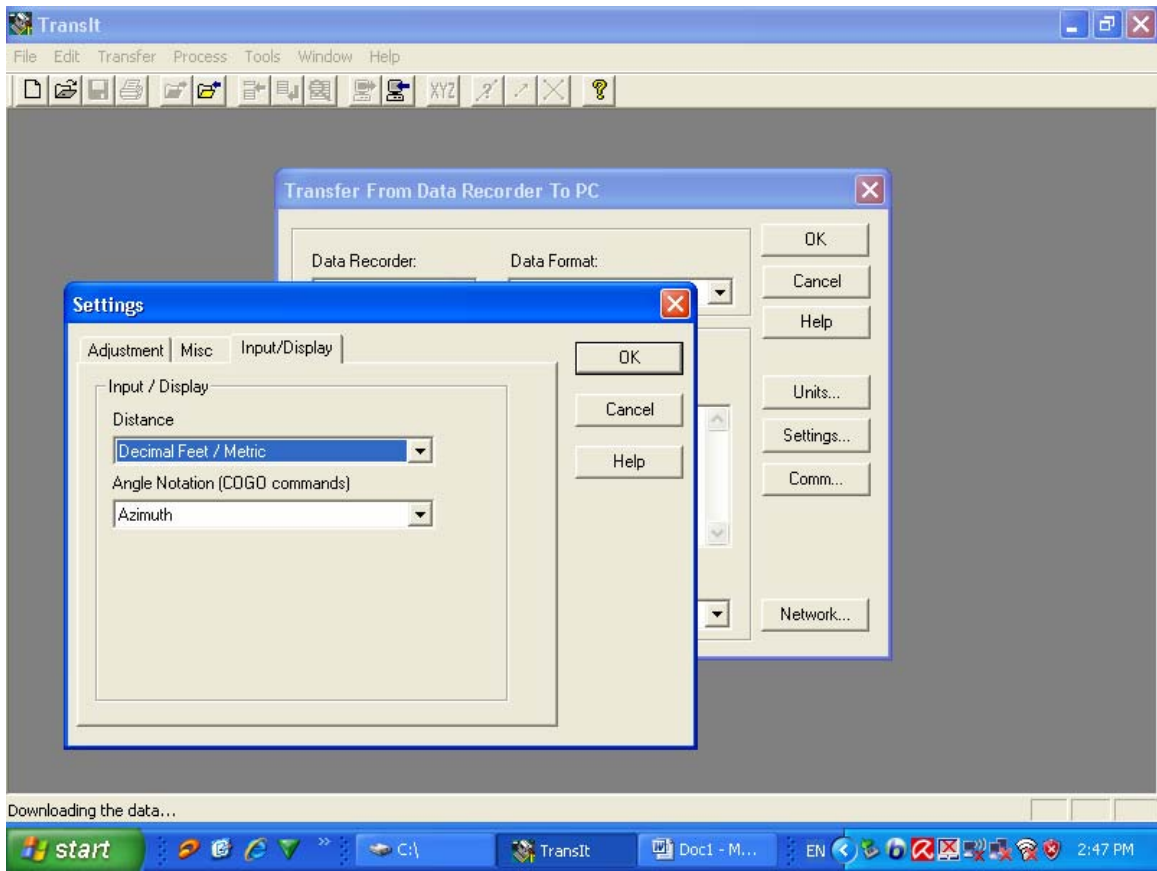 TransIt
File Edit Transfer Process Tools Window Help
XYZ
Transfer From Data Recorder To PC
Data Recorder: Data Format:
OK
Cancel
Help
Units...
Settings...
Comm...
Network...
Settings
Adjustment Misc Input/Display
Input / Display
Distance
Decimal Feet / Metric
Angle Notation (COGO commands)
Azimuth
OK
Cancel
Help
Downloading the data...
start C:\ TransIt Doc1 - M... EN 2:47 PM